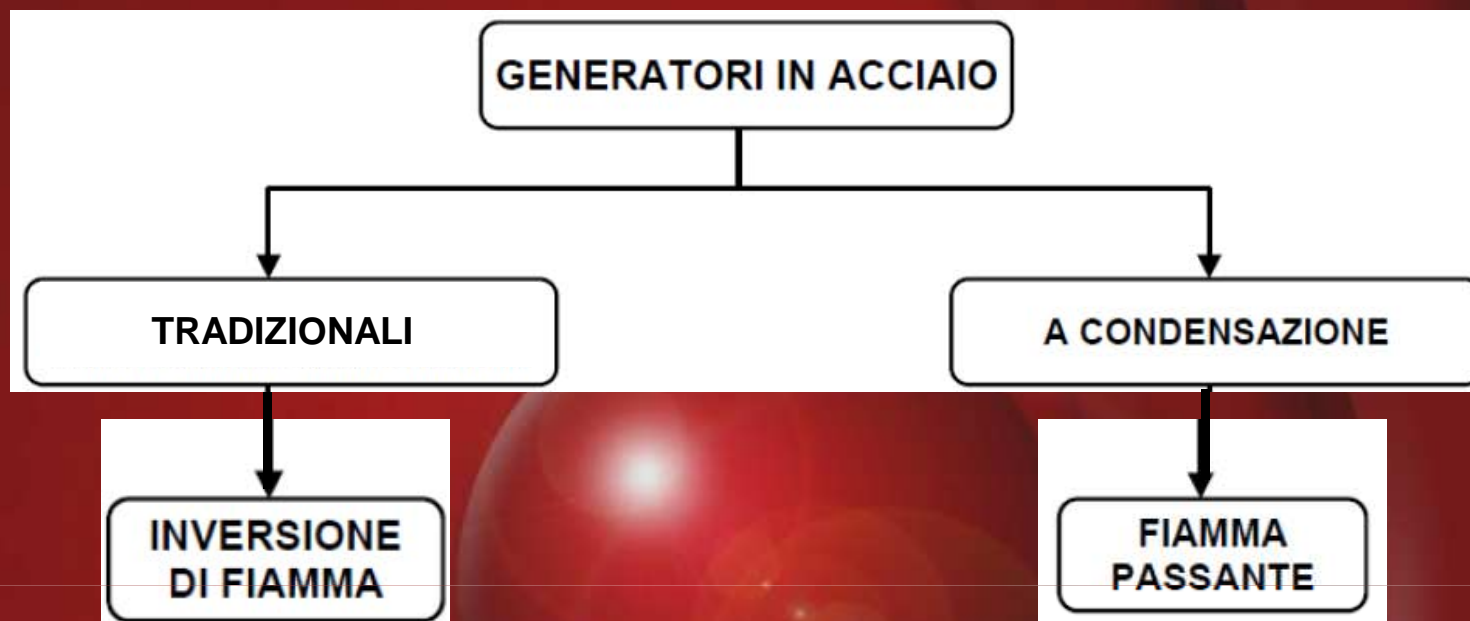 GENERATORI IN ACCIAIO
TRADIZIONALI
A CONDENSAZIONE
INVERSIONE
DI FIAMMA
FIAMMA
PASSANTE